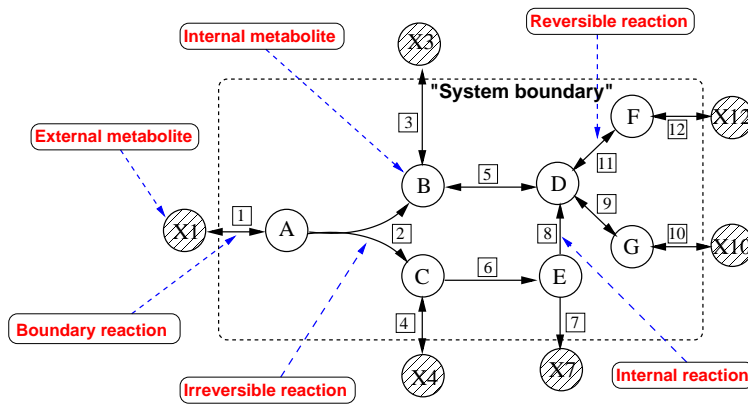 Reversible reaction
Internal metabolite
X3
"System boundary"
External metabolite
3
F
X12
12
11
B
5
D
X1
1
A
2
9
8
G
10
X10
C
6
E
Boundary reaction
4
7
Irreversible reaction
X4
X7
Internal reaction